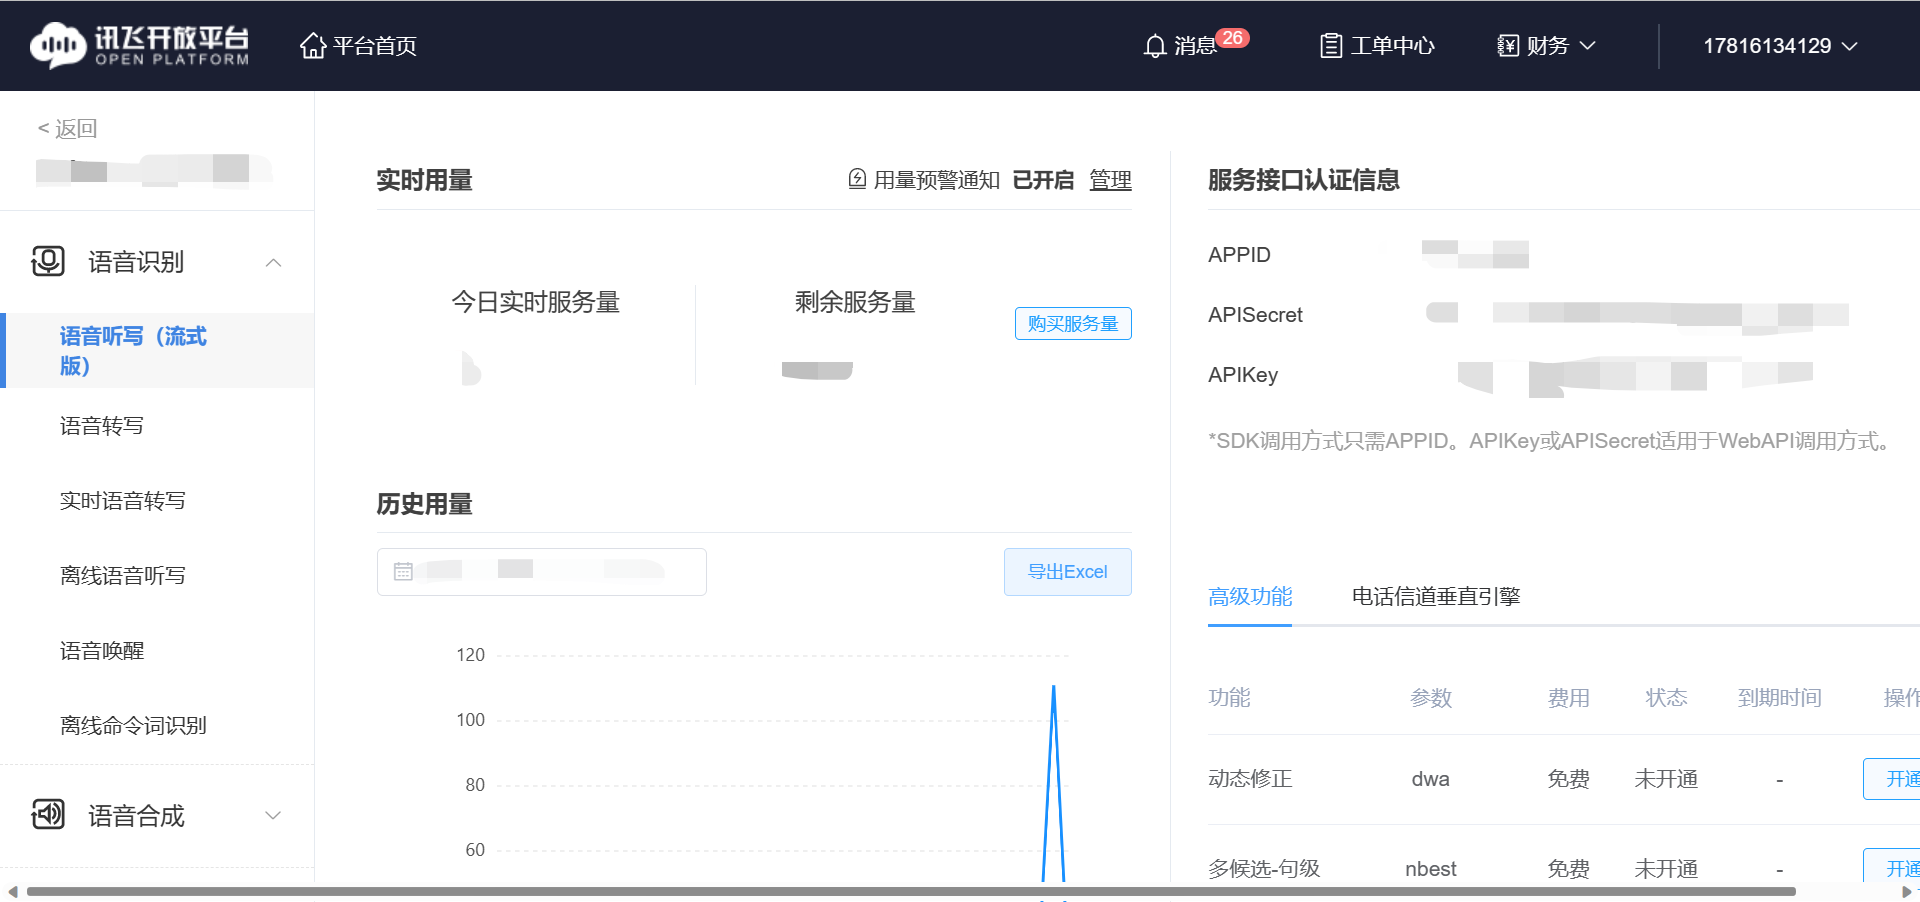 讯飞开放平台
OPEN PLATFORM
平台首页
消息 26
工单中心
财务
17816134129
< 返回
语音识别
语音听写（流式
版）
语音转写
实时语音转写
离线语音听写
语音唤醒
离线命令词识别
语音合成
实时用量
用量预警通知 已开启 管理
今日实时服务量
剩余服务量
购买服务量
历史用量
导出Excel
120
100
80
60
服务接口认证信息
APPID
APISecret
APIKey
*SDK调用方式只需APPID。APIKey或APISecret适用于WebAPI调用方式。
高级功能 电话信道垂直引擎
功能 参数 费用 状态 到期时间 操作
动态修正 dwa 免费 未开通 - 开通
多候选-句级 nbest 免费 未开通 - 开通